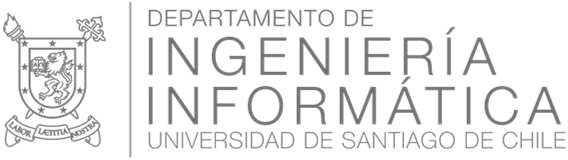 DEPARTAMENTO DE
INGENIERÍA
INFORMÁTICA
UNIVERSIDAD DE SANTIAGO DE CHILE
LABOR LÆTITIA NOSTRA